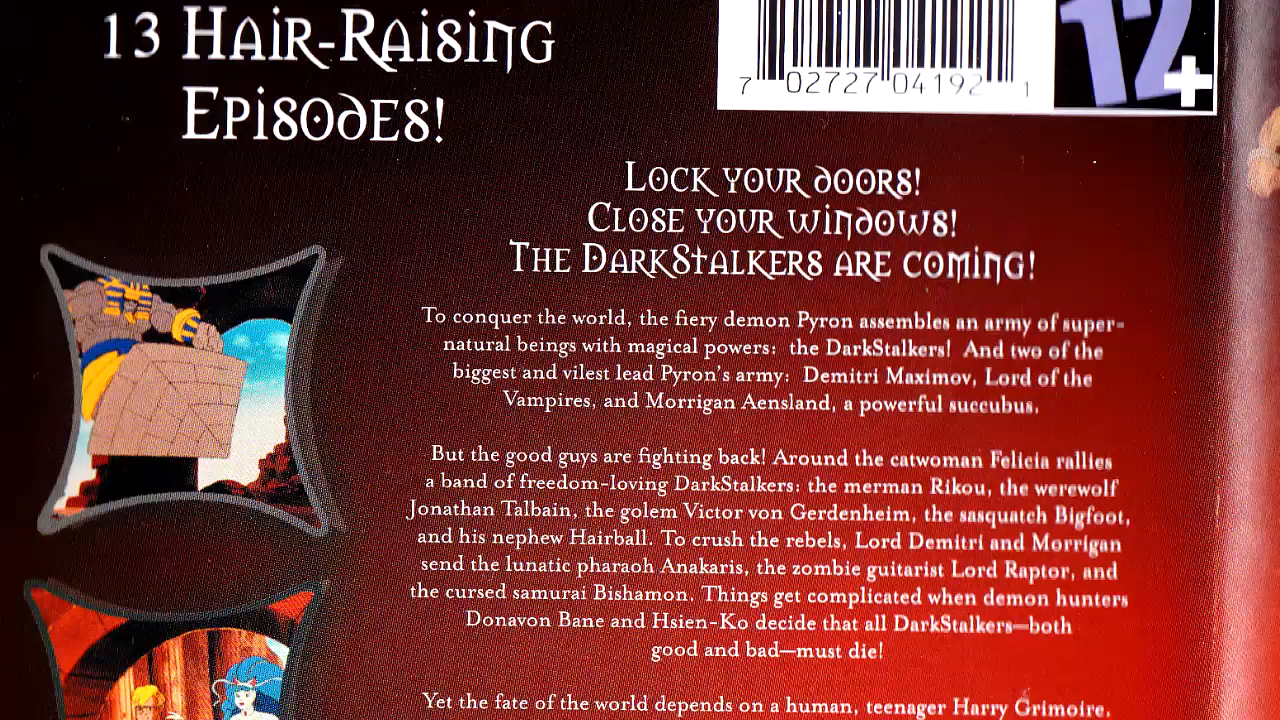 13 Hair-Raising
Episodes!
7 02727 04192 1
12+
Lock your doors!
Close your windows!
The DarkStalkers are coming!
To conquer the world, the fiery demon Pyron assembles an army of super-
natural beings with magical powers: the DarkStalkers! And two of the
biggest and vilest lead Pyron's army: Demitri Maximov, Lord of the
Vampires, and Morrigan Aensland, a powerful succubus.
But the good guys are fighting back! Around the catwoman Felicia rallies
a band of freedom-loving DarkStalkers: the merman Rikou, the werewolf
Jonathan Talbain, the golem Victor von Gerdenheim, the sasquatch Bigfoot,
and his nephew Hairball. To crush the rebels, Lord Demitri and Morrigan
send the lunatic pharaoh Anakaris, the zombie guitarist Lord Raptor, and
the cursed samurai Bishamon. Things get complicated when demon hunters
Donavon Bane and Hsien-Ko decide that all DarkStalkers—both
good and bad—must die!
Yet the fate of the world depends on a human, teenager Harry Grimoire,